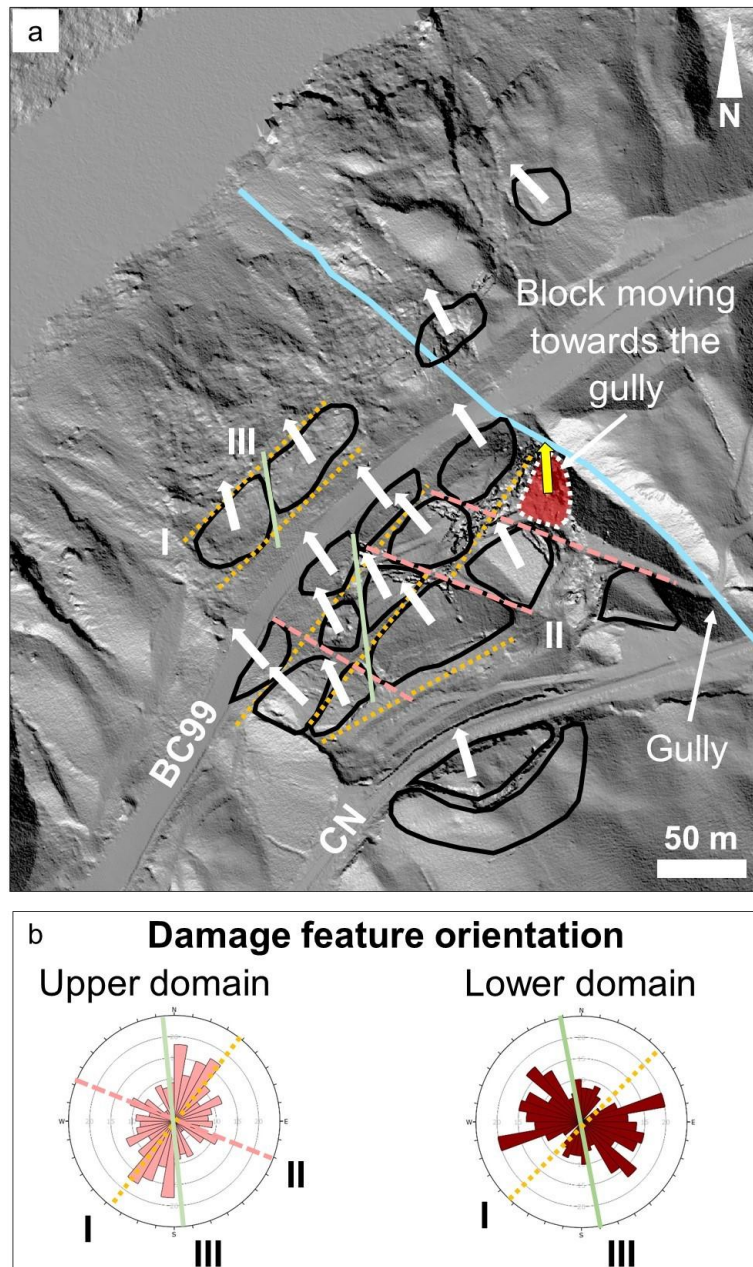 a
N
Block moving
towards the
gully
III
I
II
BC99
Gully
CN
50 m
b
Damage feature orientation
Upper domain
Lower domain
N
N
W
E
W
E
S
S
I
II
III
I
III